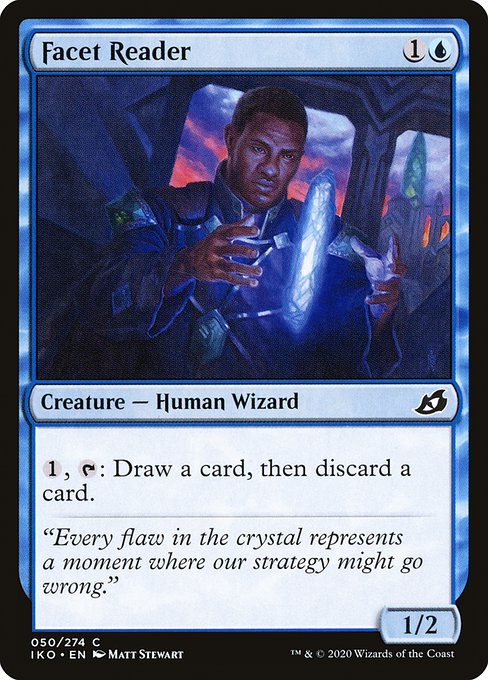 Facet Reader 1
Creature — Human Wizard
1, : Draw a card, then discard a
card.
“Every flaw in the crystal represents
a moment where our strategy might go
wrong.”
1/2
050/274 C
IKO • EN Matt Stewart
™ & © 2020 Wizards of the Coast